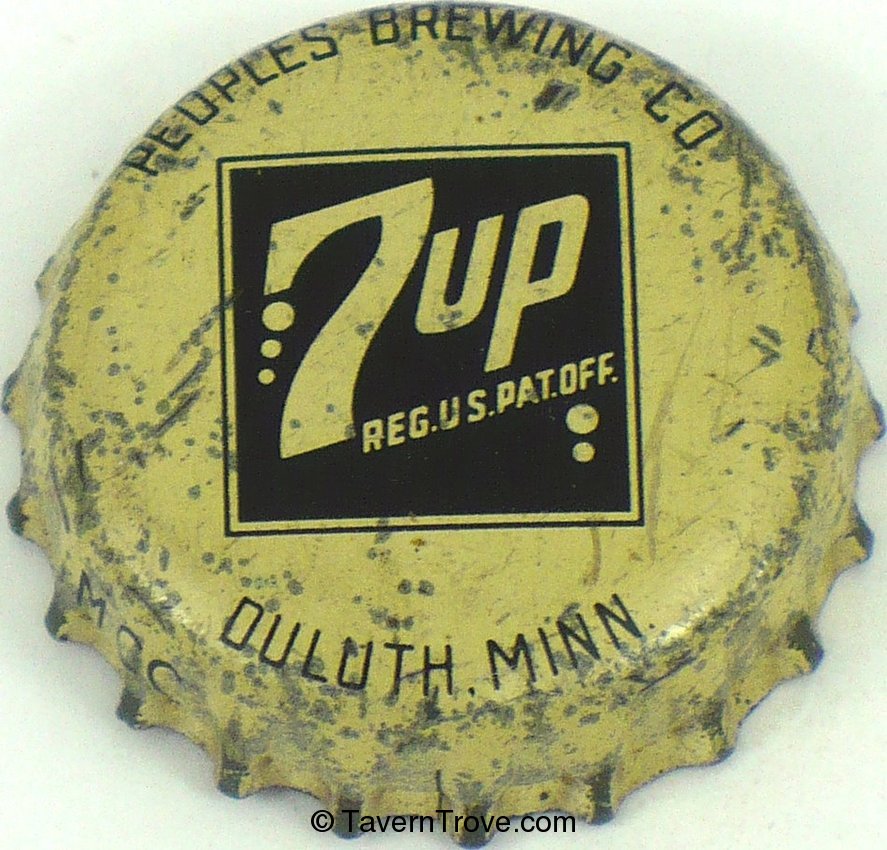 PEOPLES BREWING CO.
7up
REG.U S.PAT.OFF.
DULUTH, MINN.
M D C
© TavernTrove.com